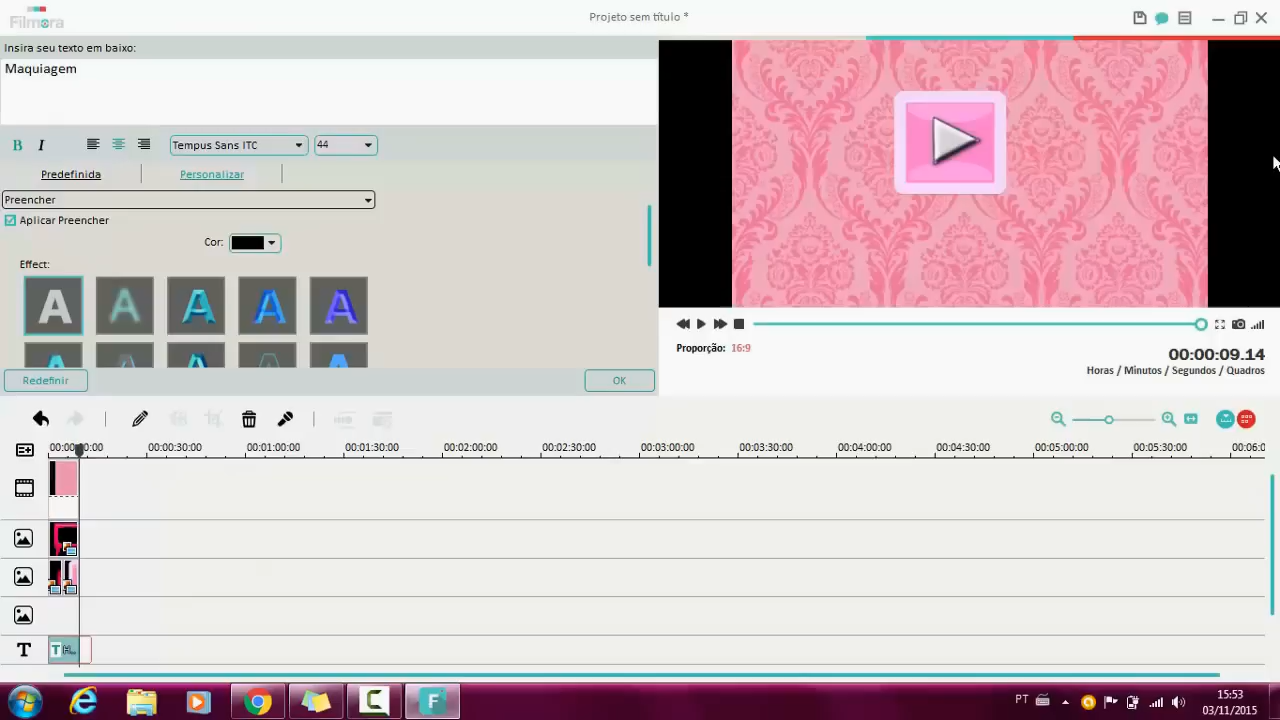 Filmora
Projeto sem título *
Insira seu texto em baixo:
Maquiagem
B I
Tempus Sans ITC
44
Predefinida
Personalizar
Preencher
Aplicar Preencher
Cor:
Effect:
A A A A A
Redefinir
OK
Proporção: 16:9
00:00:09.14
Horas / Minutos / Segundos / Quadros
00:00:30:00 00:01:00:00 00:01:30:00 00:02:00:00 00:02:30:00 00:03:00:00 00:03:30:00 00:04:00:00 00:04:30:00 00:05:00:00 00:05:30:00
T
T
F
PT
15:53
03/11/2015